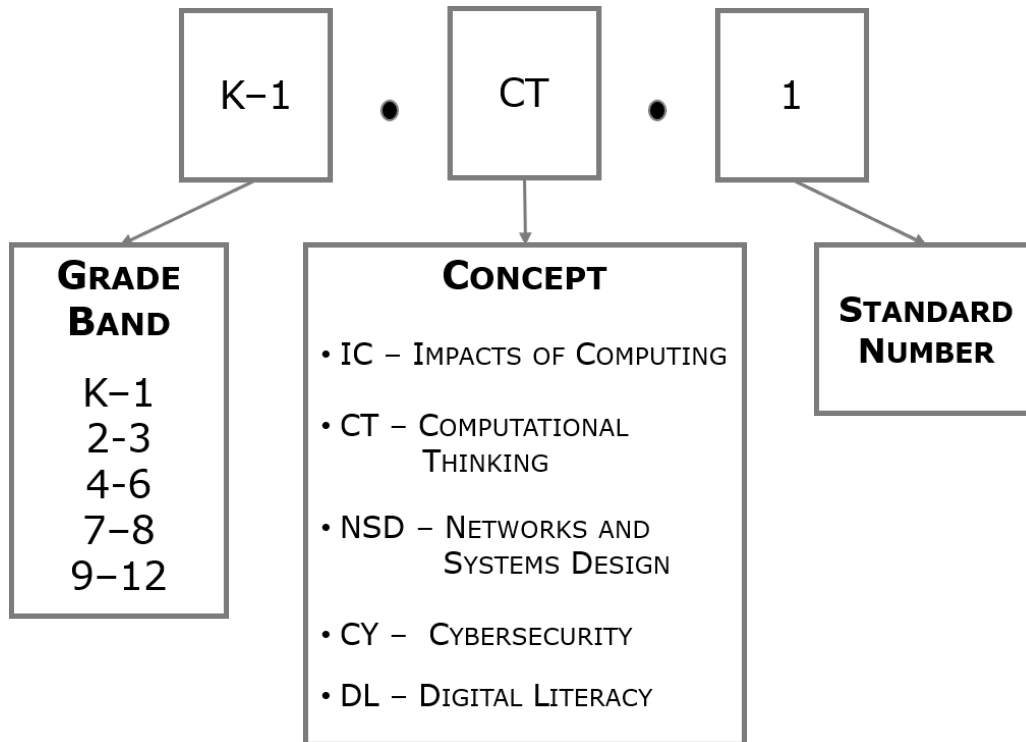 K–1 • CT • 1
GRADE
BAND
K–1
2-3
4-6
7–8
9–12
CONCEPT
• IC – IMPACTS OF COMPUTING
• CT – COMPUTATIONAL
THINKING
• NSD – NETWORKS AND
SYSTEMS DESIGN
• CY – CYBERSECURITY
• DL – DIGITAL LITERACY
STANDARD
NUMBER